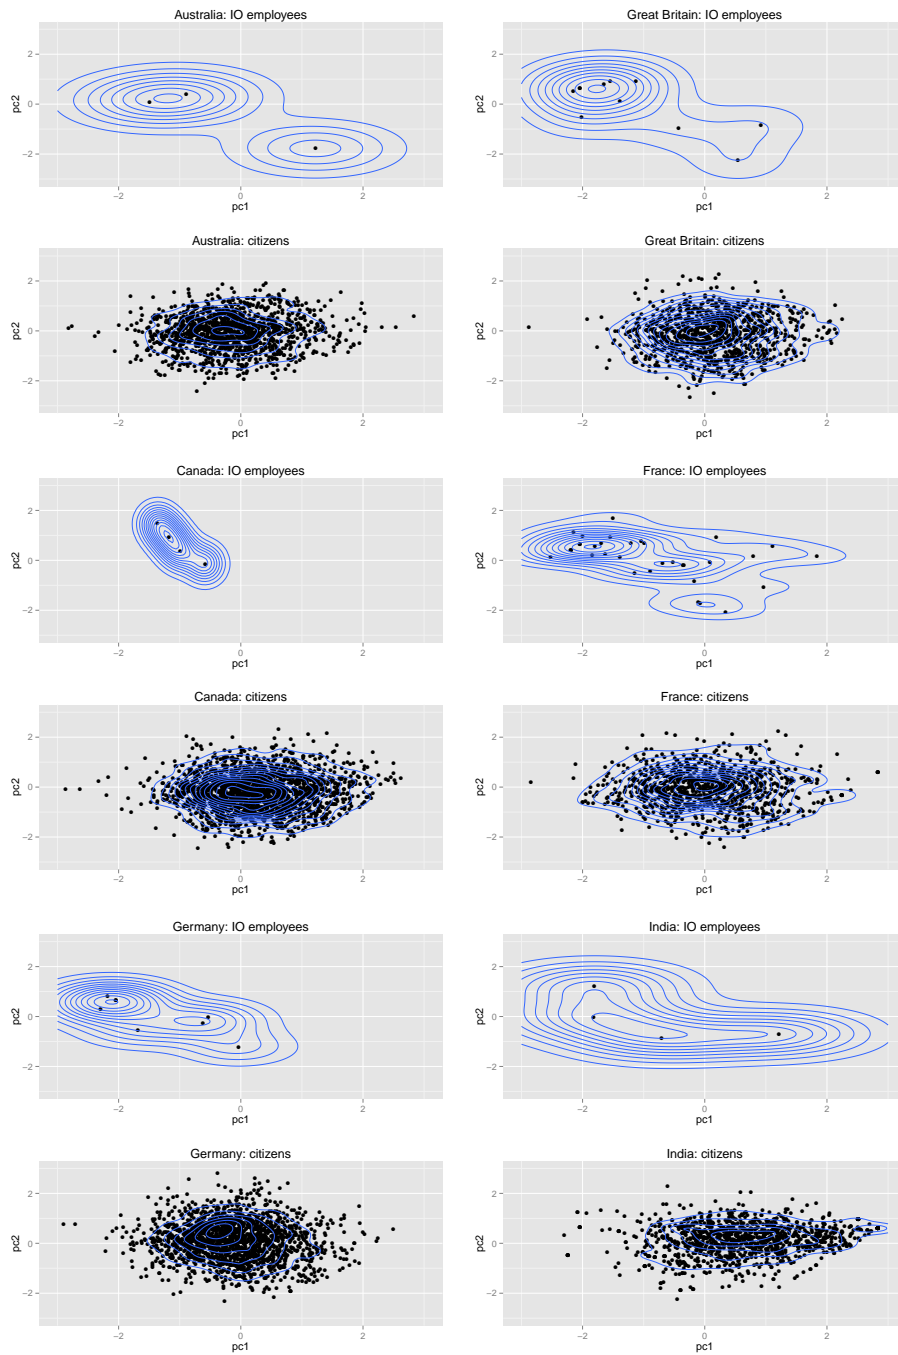 Australia: IO employees
pc2
2
0
−2
−2 0 2
pc1
Great Britain: IO employees
pc2
2
0
−2
−2 0 2
pc1
Australia: citizens
pc2
2
0
−2
−2 0 2
pc1
Great Britain: citizens
pc2
2
0
−2
−2 0 2
pc1
Canada: IO employees
pc2
2
0
−2
−2 0 2
pc1
France: IO employees
pc2
2
0
−2
−2 0 2
pc1
Canada: citizens
pc2
2
0
−2
−2 0 2
pc1
France: citizens
pc2
2
0
−2
−2 0 2
pc1
Germany: IO employees
pc2
2
0
−2
−2 0 2
pc1
India: IO employees
pc2
2
0
−2
−2 0 2
pc1
Germany: citizens
pc2
2
0
−2
−2 0 2
pc1
India: citizens
pc2
2
0
−2
−2 0 2
pc1